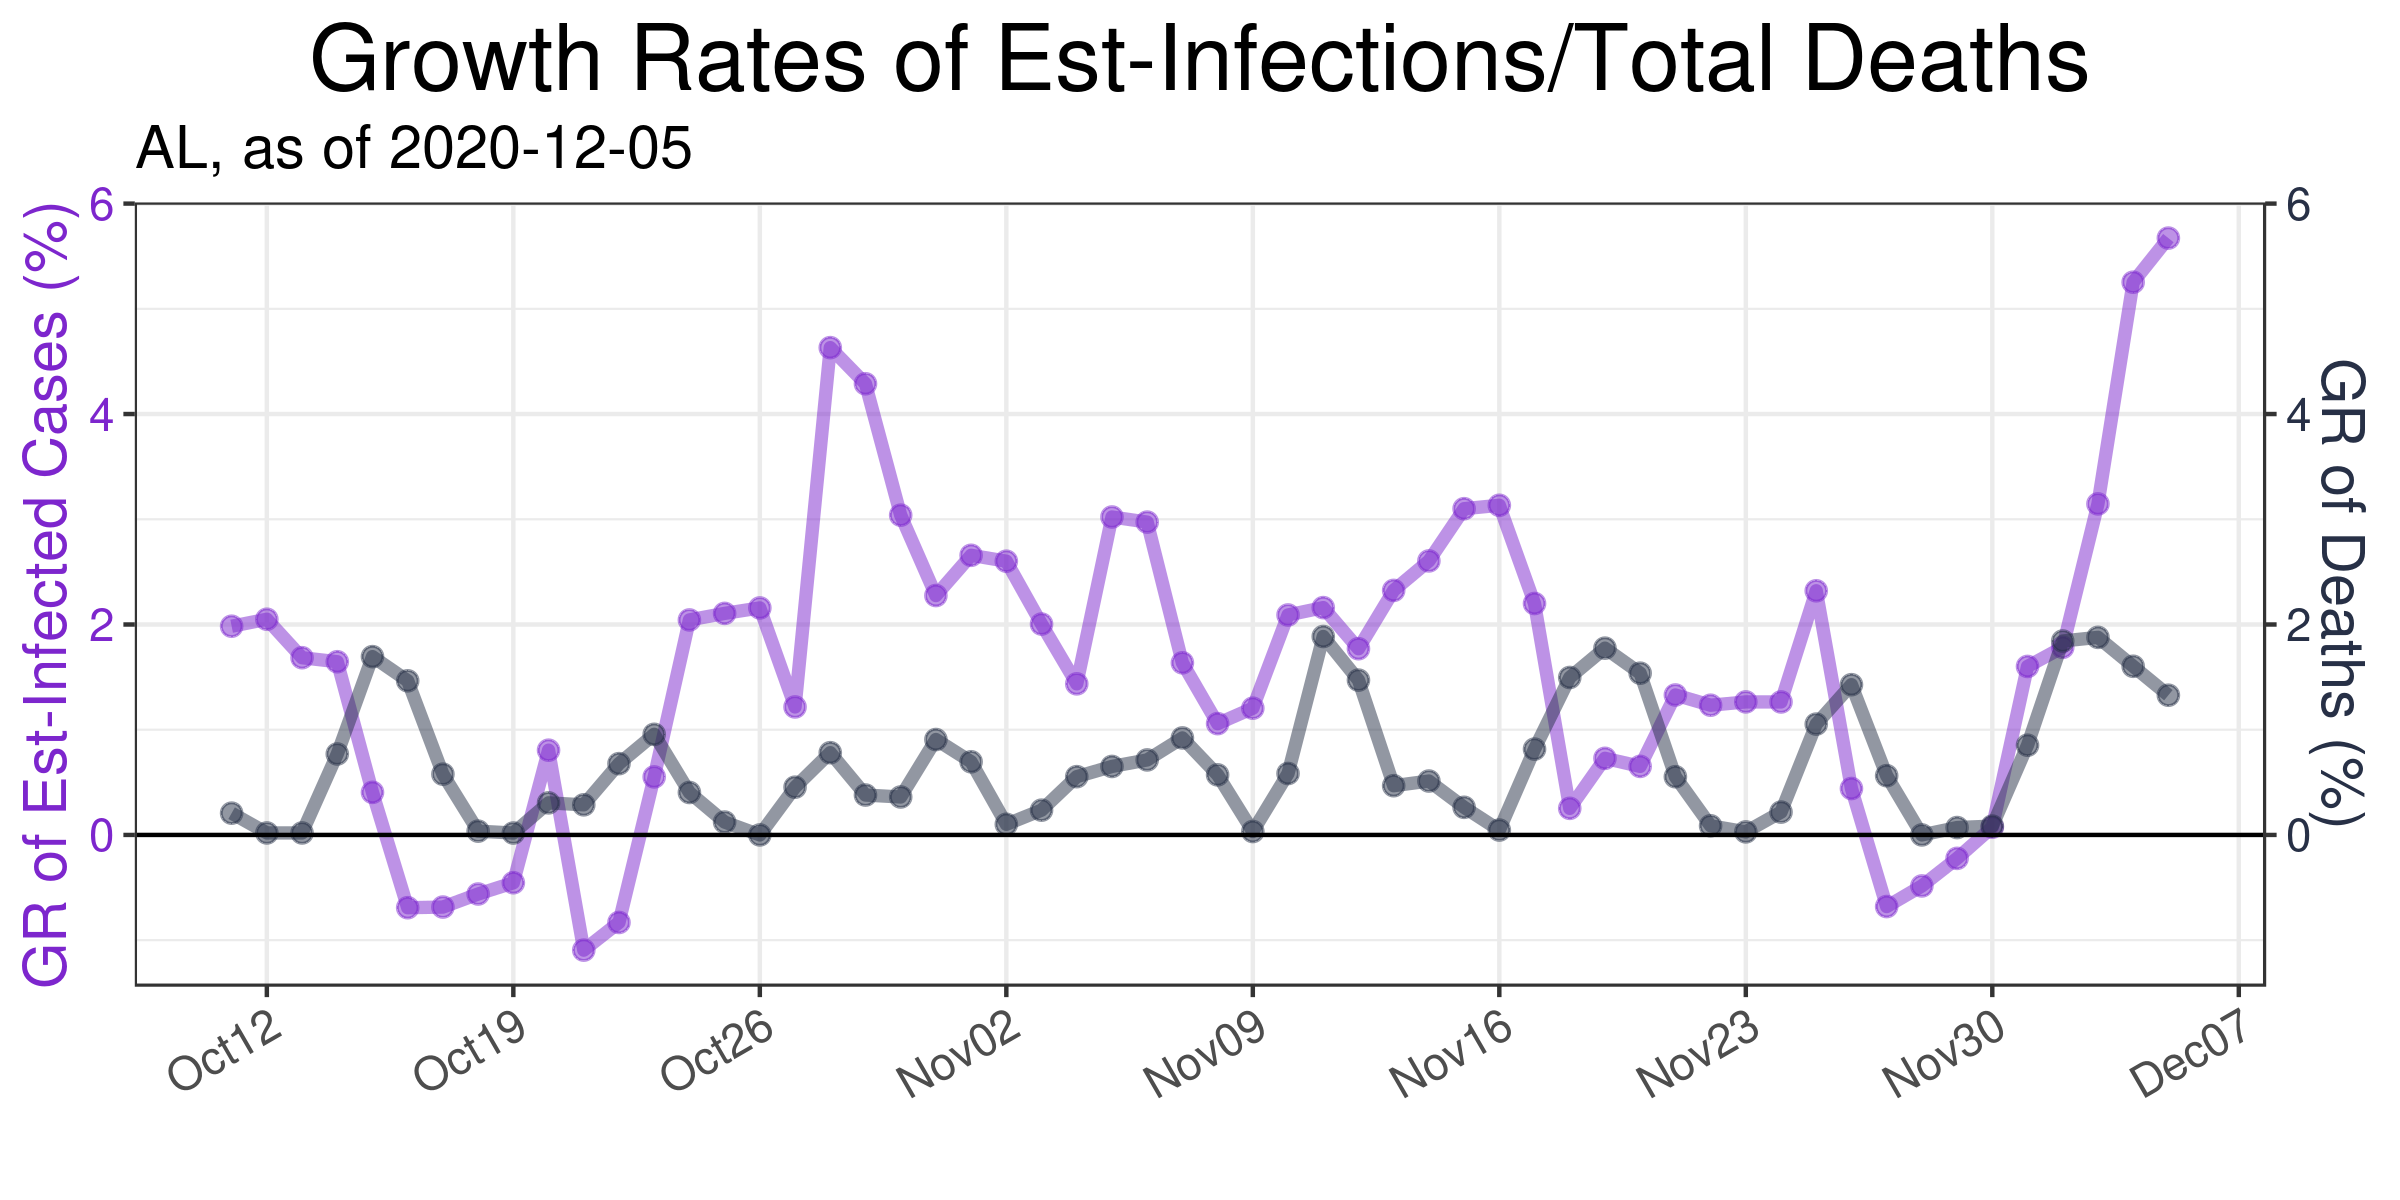 Growth Rates of Est-Infections/Total Deaths
AL, as of 2020-12-05
GR of Est-Infected Cases (%)
6
4
2
0
6
4
2
0
GR of Deaths (%)
Oct12
Oct19
Oct26
Nov02
Nov09
Nov16
Nov23
Nov30
Dec07